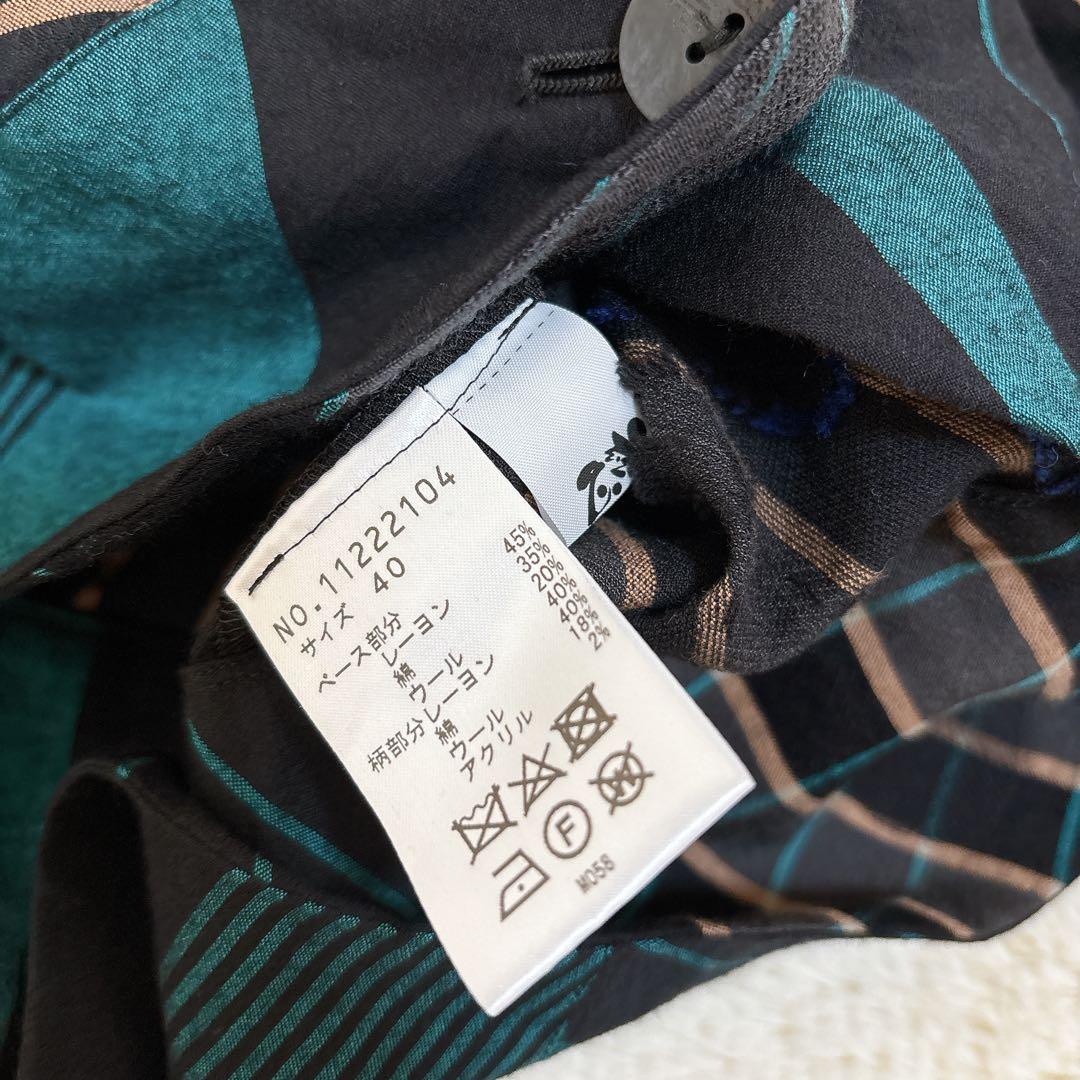 NO.11222104
サイズ 40
ベース部分
レーヨン 45%
綿 35%
ウール 20%
柄部分レーヨン 40%
綿 40%
ウール 18%
アクリル 2%
W
F
M058